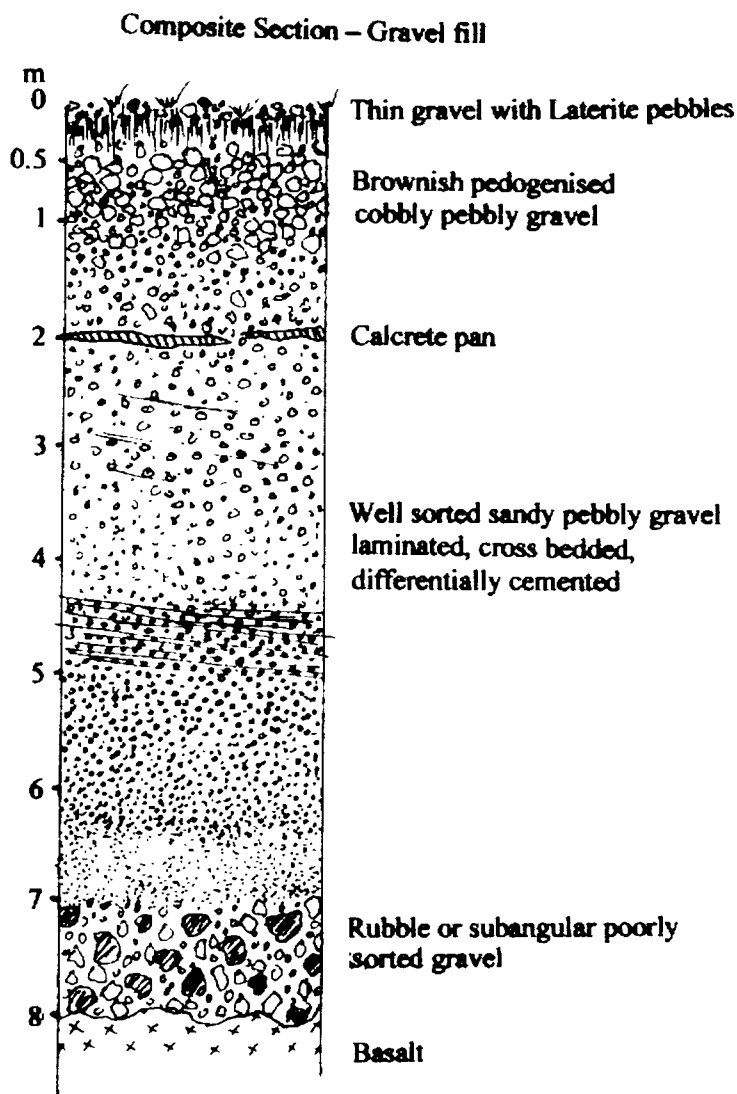 Composite Section – Gravel fill
m
0
Thin gravel with Laterite pebbles
0.5
Brownish pedogenised
1
cobbly pebbly gravel
2
Calcrete pan
3
Well sorted sandy pebbly gravel
laminated, cross bedded,
4
differentially cemented
5
6
7
Rubble or subangular poorly
sorted gravel
8
Basalt